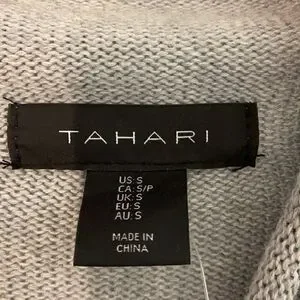 TAHARI
US: S
CA: S/P
UK: S
EU: S
AU: S
MADE IN
CHINA